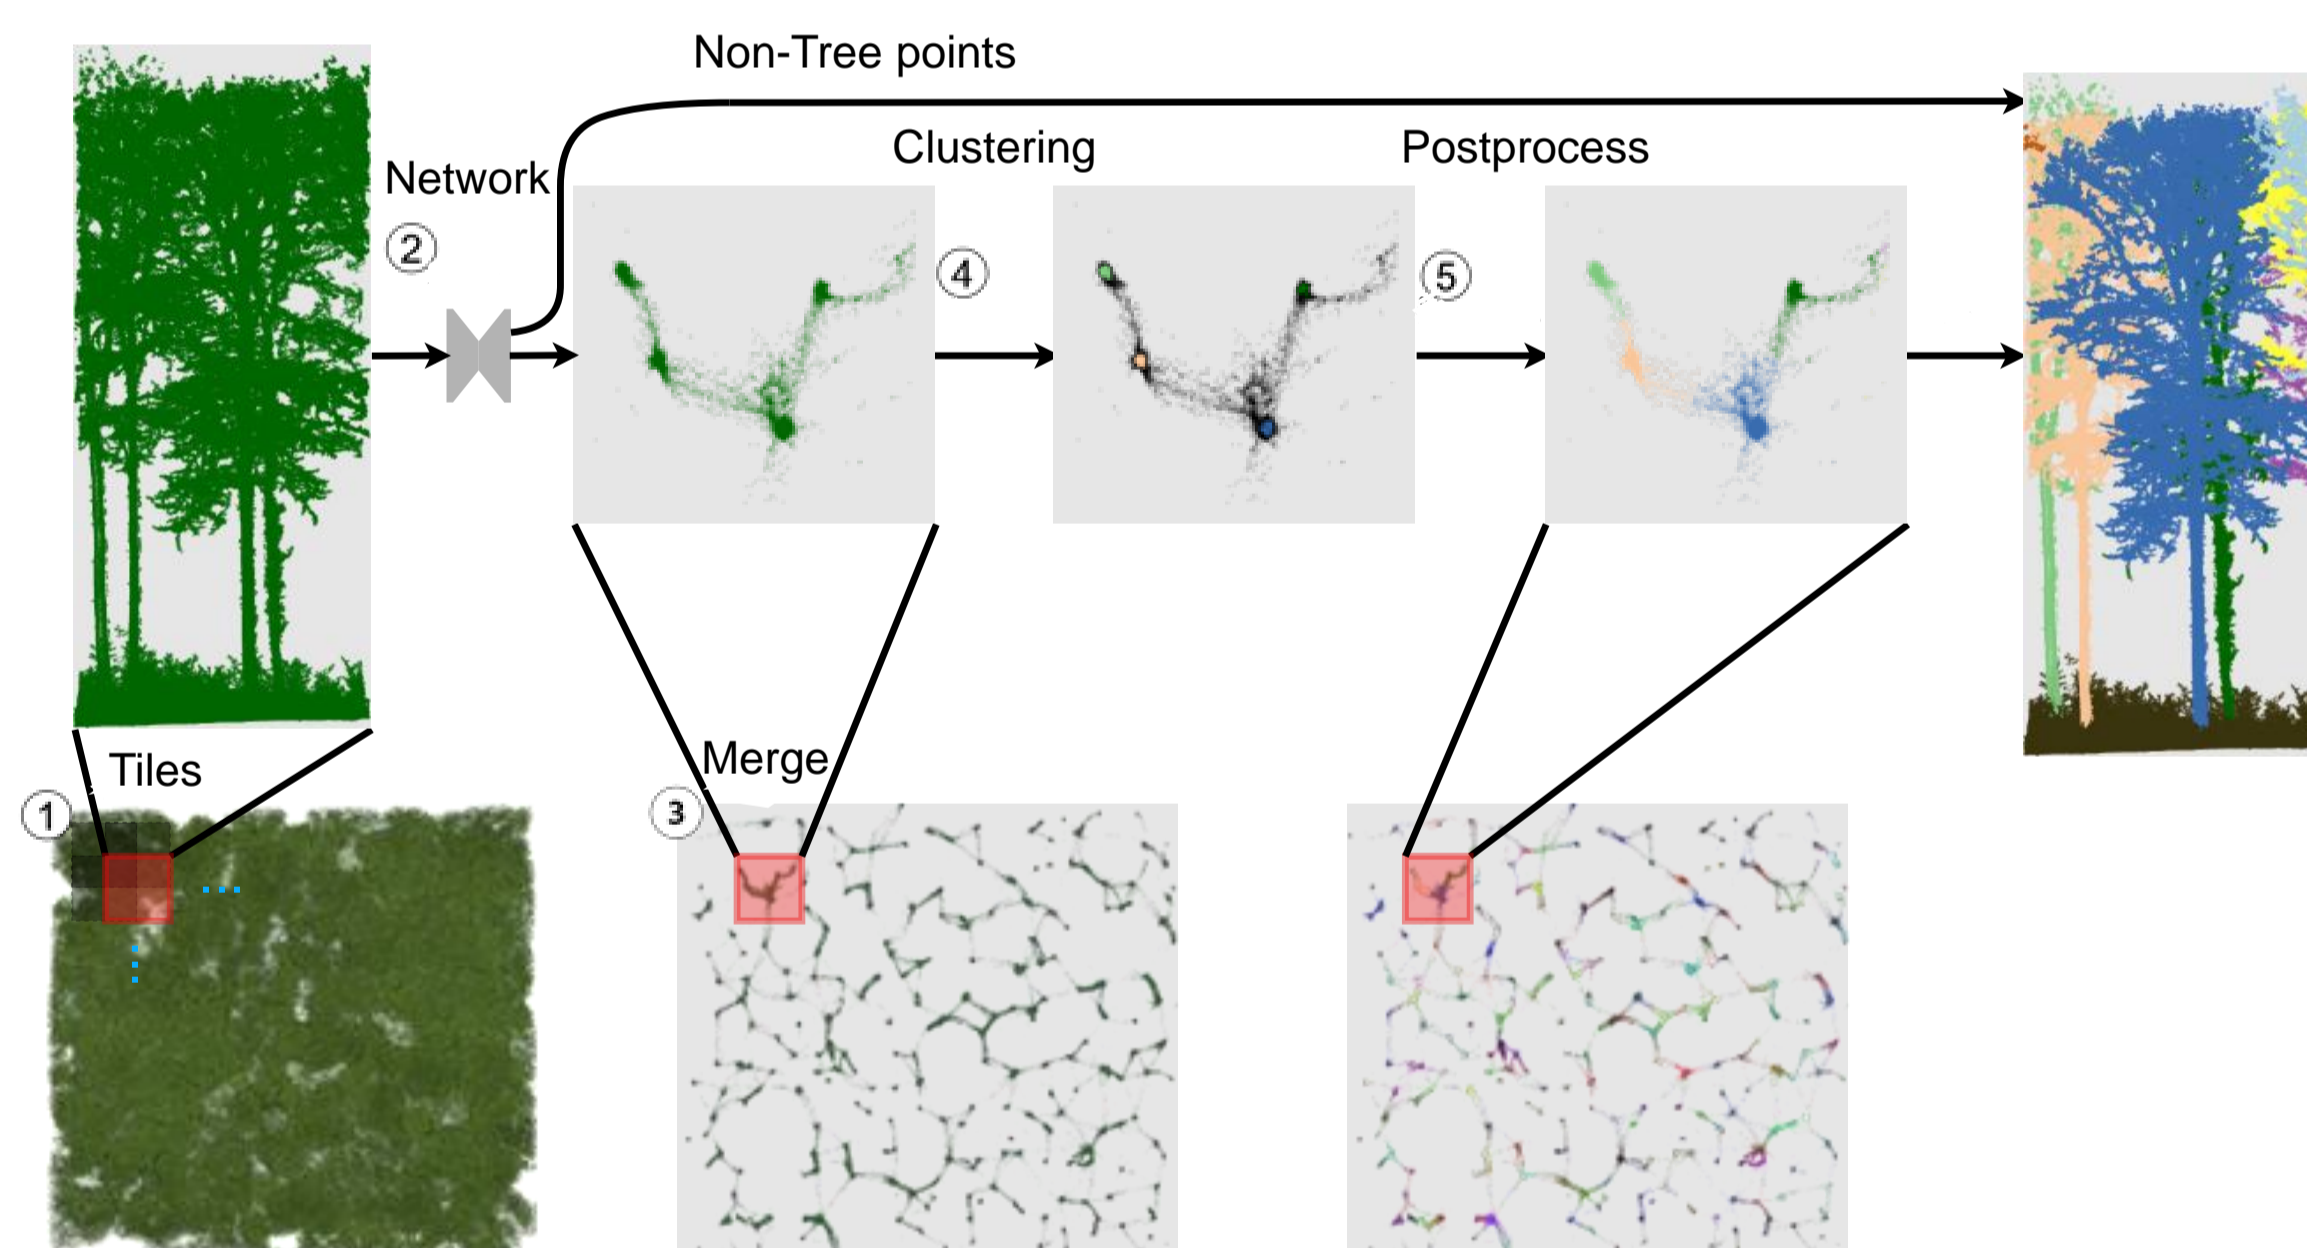 Non-Tree points
Clustering
Postprocess
Network
②
④
⑤
Tiles
①
Merge
③